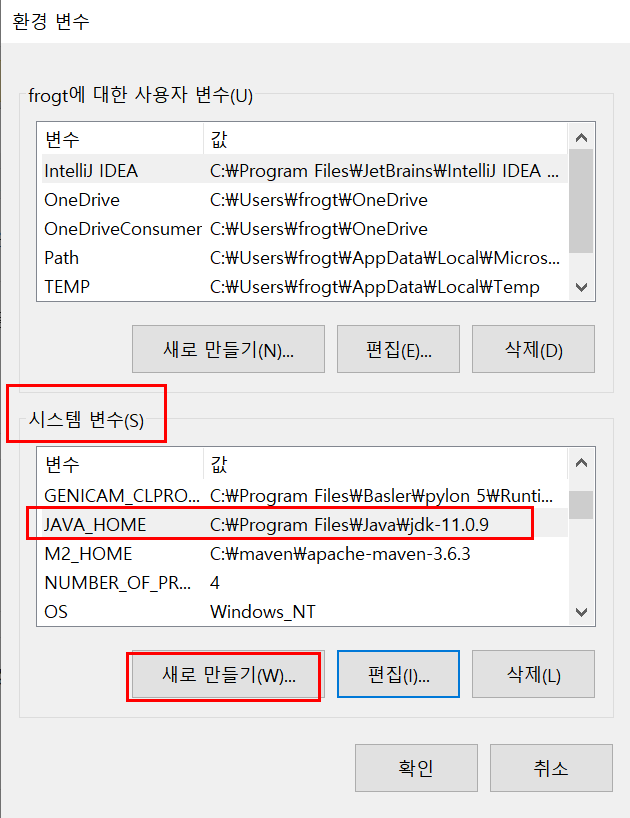 환경 변수
frogt에 대한 사용자 변수(U)
변수 값
IntelliJ IDEA C:₩Program Files₩JetBrains₩IntelliJ IDEA ...
OneDrive C:₩Users₩frogt₩OneDrive
OneDriveConsumer C:₩Users₩frogt₩OneDrive
Path C:₩Users₩frogt₩AppData₩Local₩Micros...
TEMP C:₩Users₩frogt₩AppData₩Local₩Temp
새로 만들기(N)... 편집(E)... 삭제(D)
시스템 변수(S)
변수 값
GENICAM_CLPRO... C:₩Program Files₩Basler₩pylon 5₩Runti...
JAVA_HOME C:₩Program Files₩Java₩jdk-11.0.9
M2_HOME C:₩maven₩apache-maven-3.6.3
NUMBER_OF_PR... 4
OS Windows_NT
새로 만들기(W)... 편집(I)... 삭제(L)
확인 취소